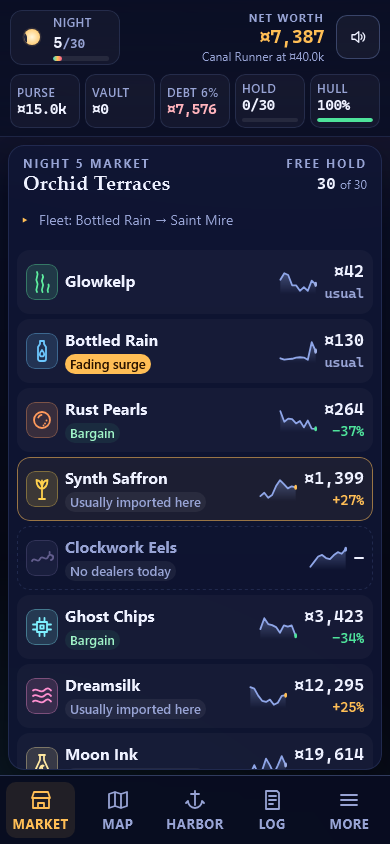 NIGHT
5/30
NET WORTH
¤7,387
Canal Runner at ¤40.0k
PURSE
¤15.0k
VAULT
¤0
DEBT 6%
¤7,576
HOLD
0/30
HULL
100%
NIGHT 5 MARKET
Orchid Terraces
FREE HOLD
30 of 30
▸ Fleet: Bottled Rain → Saint Mire
Glowkelp
¤42
usual
Bottled Rain
Fading surge
¤130
usual
Rust Pearls
Bargain
¤264
−37%
Synth Saffron
Usually imported here
¤1,399
+27%
Clockwork Eels
No dealers today
–
Ghost Chips
Bargain
¤3,423
−34%
Dreamsilk
Usually imported here
¤12,295
+25%
Moon Ink
¤19,614
MARKET
MAP
HARBOR
LOG
MORE